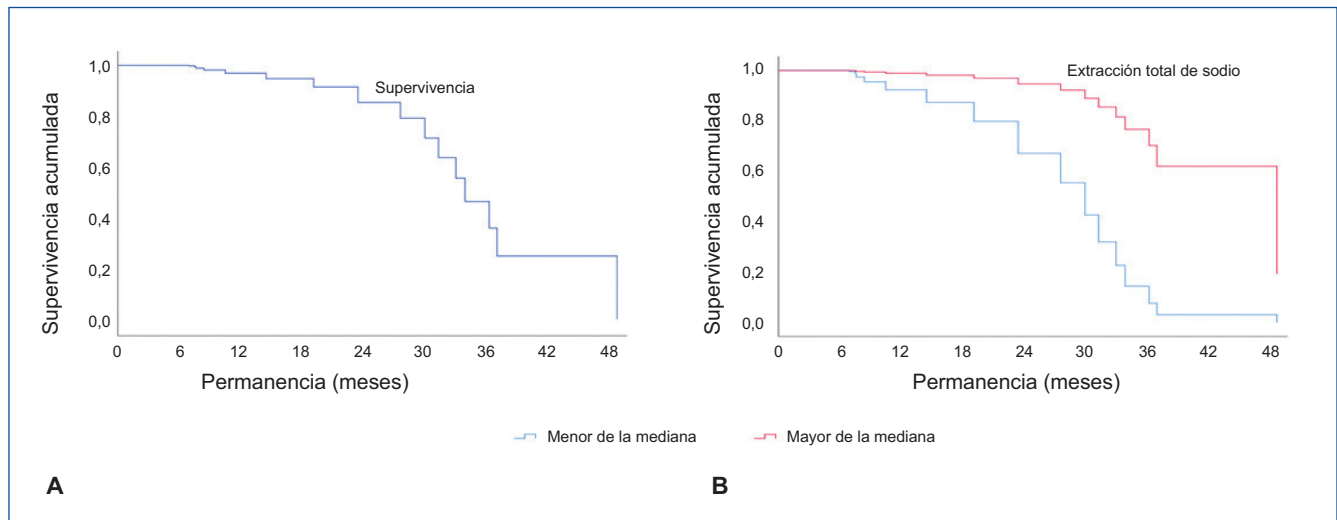 Supervivencia acumulada
1,0
0,8
0,6
0,4
0,2
0,0
Supervivencia
0 6 12 18 24 30 36 42 48
Permanencia (meses)
A
Supervivencia acumulada
1,0
0,8
0,6
0,4
0,2
0,0
Extracción total de sodio
0 6 12 18 24 30 36 42 48
Permanencia (meses)
Menor de la mediana Mayor de la mediana
B